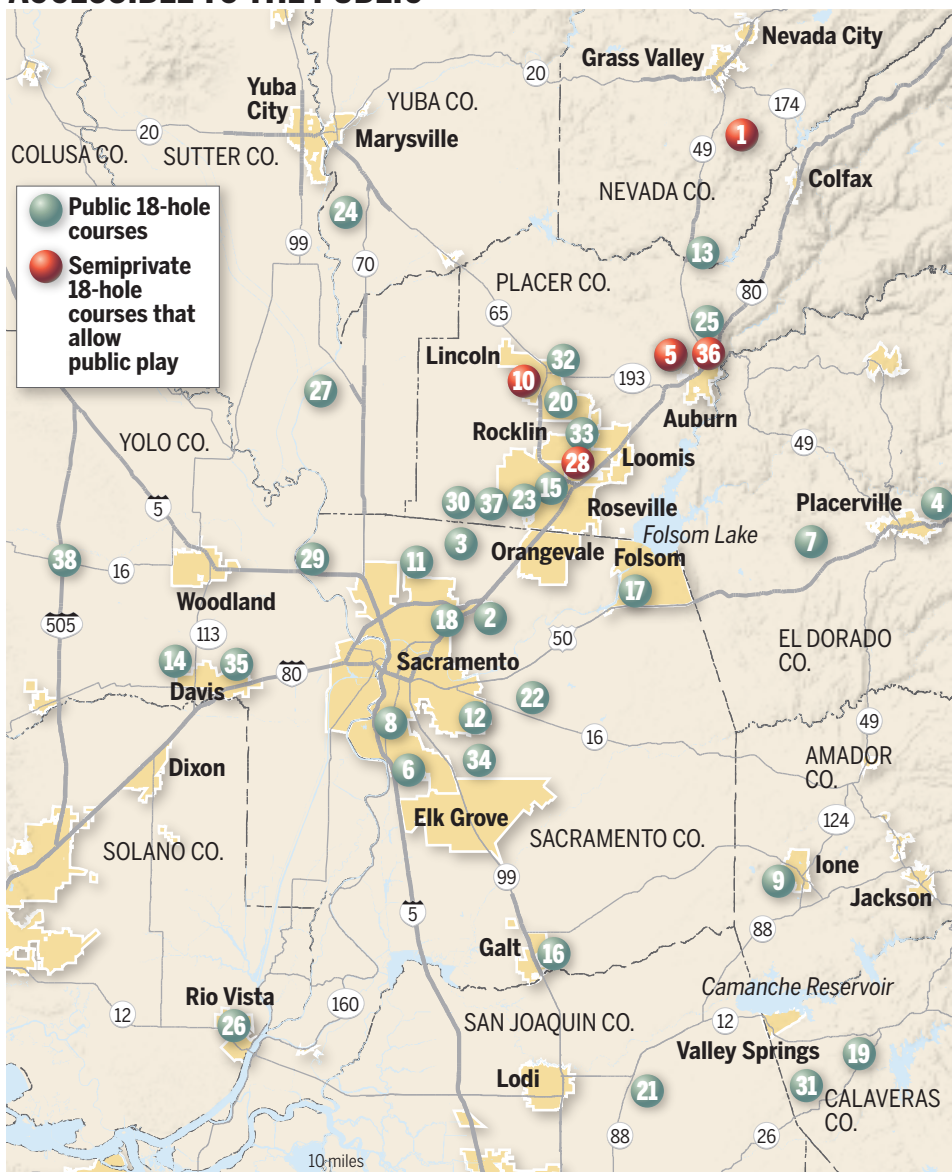 ACCESSIBLE TO THE PUBLIC
Nevada City
Grass Valley
20
Yuba
City
YUBA CO.
174
20
Marysville
1
49
COLUSA CO.
SUTTER CO.
Colfax
NEVADA CO.
Public 18-hole
courses
24
99
13
Semiprivate
18-hole
courses that
allow
public play
70
PLACER CO.
80
65
25
Lincoln
32
5
36
10
193
27
20
Auburn
YOLO CO.
Rocklin
33
49
28
Loomis
5
15
30
37
23
Roseville
Placerville
4
Folsom Lake
3
7
38
16
29
11
Orangevale
Folsom
Woodland
17
505
113
18
2
50
EL DORADO
CO.
14
35
80
Sacramento
Davis
22
8
12
16
49
Dixon
6
34
AMADOR
CO.
Elk Grove
124
SOLANO CO.
SACRAMENTO CO.
99
Ione
9
Jackson
5
88
Galt
16
Camanche Reservoir
Rio Vista
160
12
26
SAN JOAQUIN CO.
12
Valley Springs
19
Lodi
21
31
CALAVERAS
CO.
88
26
10 miles